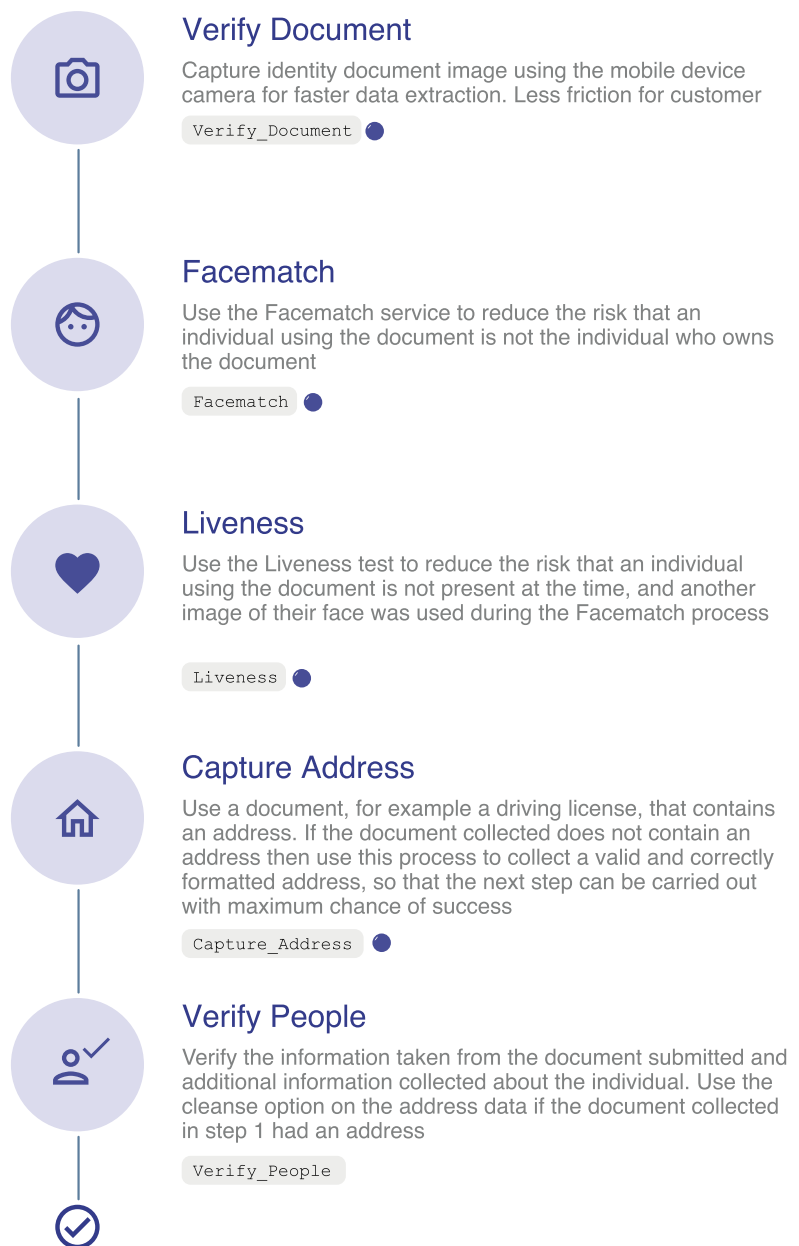 Verify Document
Capture identity document image using the mobile device
camera for faster data extraction. Less friction for customer
Verify_Document
Facematch
Use the Facematch service to reduce the risk that an
individual using the document is not the individual who owns
the document
Facematch
Liveness
Use the Liveness test to reduce the risk that an individual
using the document is not present at the time, and another
image of their face was used during the Facematch process
Liveness
Capture Address
Use a document, for example a driving license, that contains
an address. If the document collected does not contain an
address then use this process to collect a valid and correctly
formatted address, so that the next step can be carried out
with maximum chance of success
Capture_Address
Verify People
Verify the information taken from the document submitted and
additional information collected about the individual. Use the
cleanse option on the address data if the document collected
in step 1 had an address
Verify_People